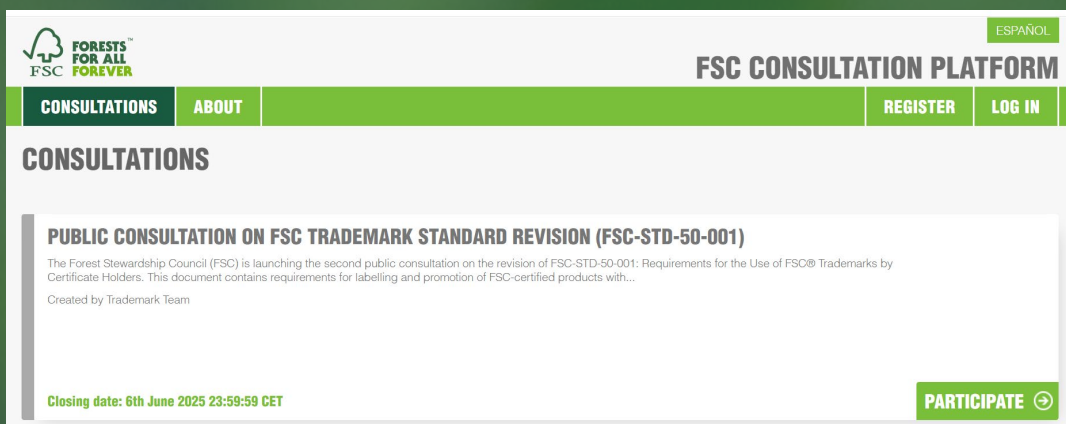 FORESTS™
FOR ALL
FOREVER
FSC
ESPAÑOL
FSC CONSULTATION PLATFORM
CONSULTATIONS
ABOUT
REGISTER
LOG IN
CONSULTATIONS
PUBLIC CONSULTATION ON FSC TRADEMARK STANDARD REVISION (FSC-STD-50-001)
The Forest Stewardship Council (FSC) is launching the second public consultation on the revision of FSC-STD-50-001: Requirements for the Use of FSC® Trademarks by
Certificate Holders. This document contains requirements for labelling and promotion of FSC-certified products with...
Created by Trademark Team
Closing date: 6th June 2025 23:59:59 CET
PARTICIPATE